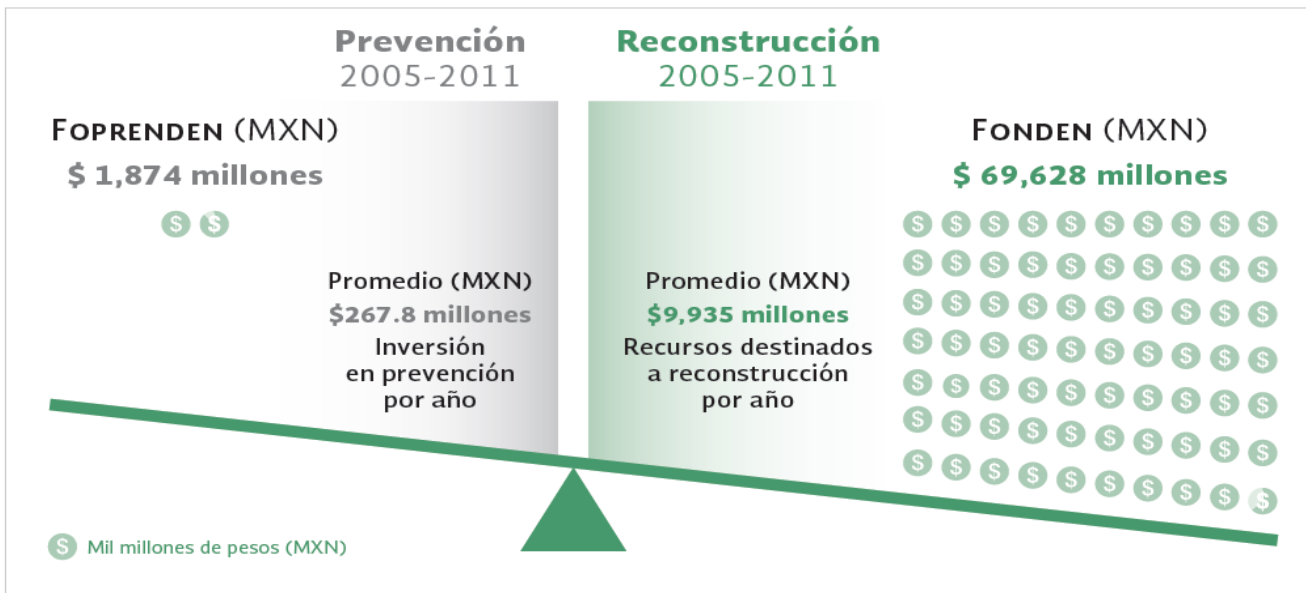 Prevención
2005-2011
Reconstrucción
2005-2011
FOPRENDEN (MXN)
$ 1,874 millones
$ $
Promedio (MXN)
$267.8 millones
Inversión
en prevención
por año
Promedio (MXN)
$9,935 millones
Recursos destinados
a reconstrucción
por año
FONDEN (MXN)
$ 69,628 millones
$ $ $ $ $ $ $ $ $ $
$ $ $ $ $ $ $ $ $ $
$ $ $ $ $ $ $ $ $ $
$ $ $ $ $ $ $ $ $ $
$ $ $ $ $ $ $ $ $ $
$ $ $ $ $ $ $ $ $ $
$ $ $ $ $ $ $ $ $ $
$ Mil millones de pesos (MXN)